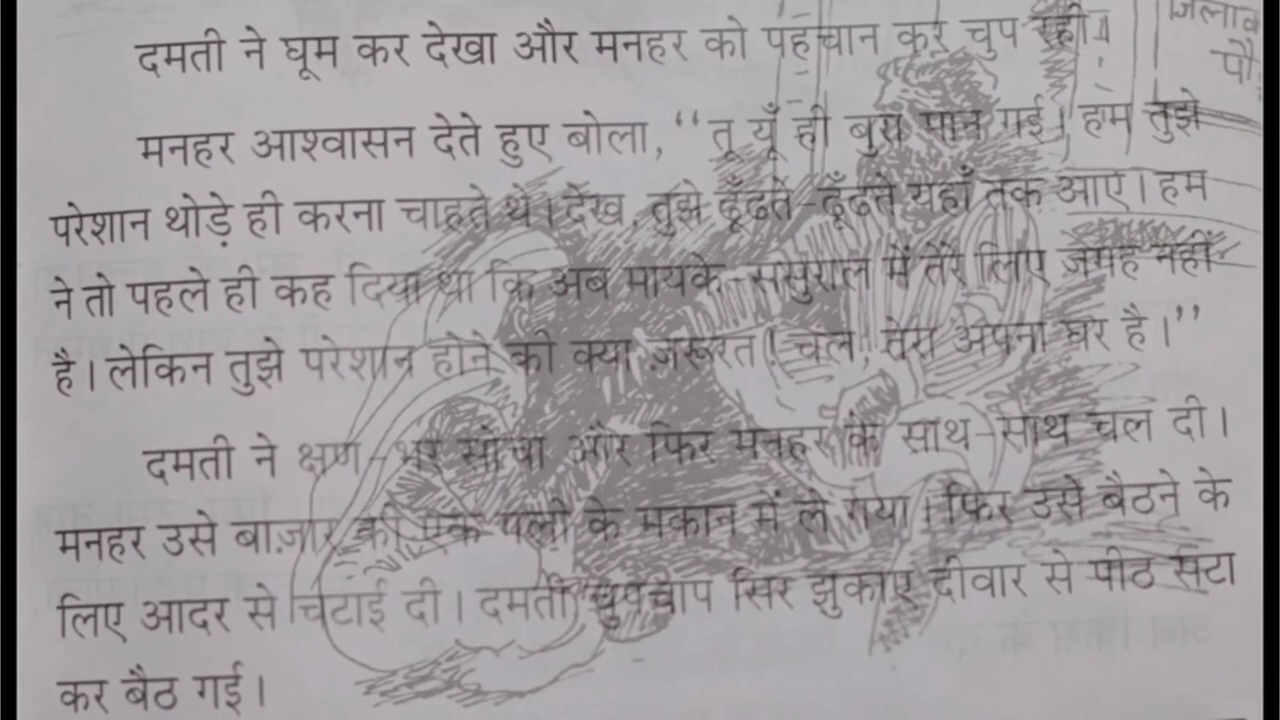 जिलाव
दमती ने घूम कर देखा और मनहर को पहचान कर चुप रही।
पौ
मनहर आश्वासन देते हुए बोला, “तू यूँ ही बुरा मान गई। हम तुझे
परेशान थोड़े ही करना चाहते थे। देख, तुझे ढूँढते-ढूँढते यहाँ तक आए। हम
ने तो पहले ही कह दिया था कि अब मायके-ससुराल में तेरे लिए जगह नहीं
है। लेकिन तुझे परेशान होने की क्या ज़रूरत! चल, तेरा अपना घर है।”
दमती ने क्षण-भर सोचा और फिर मनहर के साथ-साथ चल दी।
मनहर उसे बाज़ार की एक गली के मकान में ले गया। फिर उसे बैठने के
लिए आदर से चटाई दी। दमती चुपचाप सिर झुकाए दीवार से पीठ सटा
कर बैठ गई।